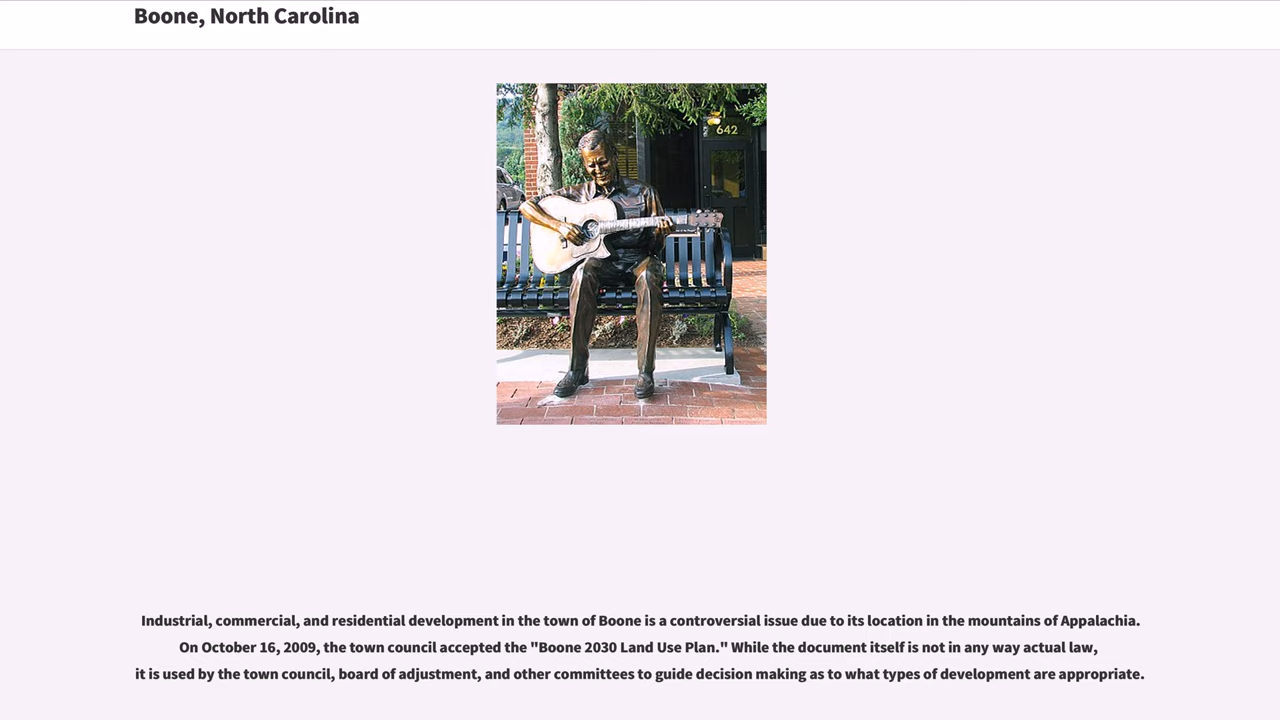 Boone, North Carolina
642
Industrial, commercial, and residential development in the town of Boone is a controversial issue due to its location in the mountains of Appalachia.
On October 16, 2009, the town council accepted the "Boone 2030 Land Use Plan." While the document itself is not in any way actual law,
it is used by the town council, board of adjustment, and other committees to guide decision making as to what types of development are appropriate.